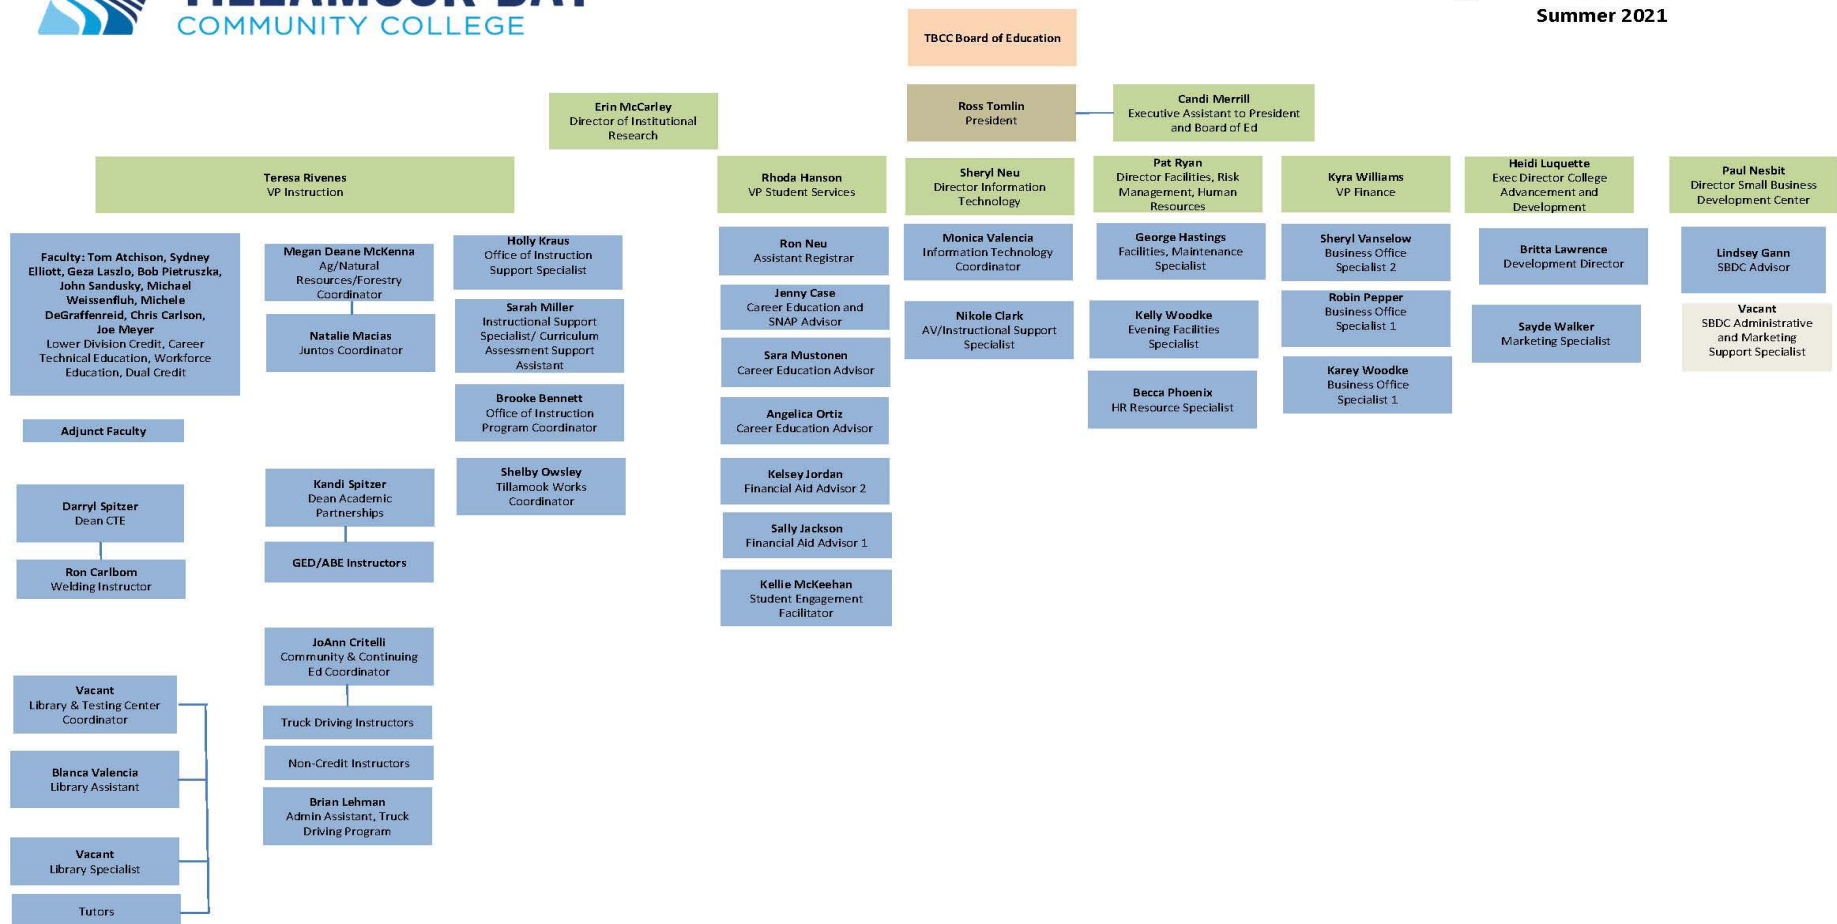 TILLAMOOK BAY
COMMUNITY COLLEGE
Summer 2021
TBCC Board of Education
Erin McCarley
Director of Institutional
Research
Ross Tomlin
President
Candi Merrill
Executive Assistant to President
and Board of Ed
Teresa Rivenes
VP Instruction
Rhoda Hanson
VP Student Services
Sheryl Neu
Director Information
Technology
Pat Ryan
Director Facilities, Risk
Management, Human
Resources
Kyra Williams
VP Finance
Heidi Luquette
Exec Director College
Advancement and
Development
Paul Nesbit
Director Small Business
Development Center
Faculty: Tom Atchison, Sydney
Elliott, Geza Laszlo, Bob Pietruszka,
John Sandusky, Michael
Weissenfluh, Michele
DeGraffenreid, Chris Carlson,
Joe Meyer
Lower Division Credit, Career
Technical Education, Workforce
Education, Dual Credit
Adjunct Faculty
Darryl Spitzer
Dean CTE
Ron Carlbom
Welding Instructor
Vacant
Library & Testing Center
Coordinator
Blanca Valencia
Library Assistant
Vacant
Library Specialist
Tutors
Megan Deane McKenna
Ag/Natural
Resources/Forestry
Coordinator
Natalie Macias
Juntos Coordinator
Kandi Spitzer
Dean Academic
Partnerships
GED/ABE Instructors
JoAnn Critelli
Community & Continuing
Ed Coordinator
Truck Driving Instructors
Non-Credit Instructors
Brian Lehman
Admin Assistant, Truck
Driving Program
Holly Kraus
Office of Instruction
Support Specialist
Sarah Miller
Instructional Support
Specialist/ Curriculum
Assessment Support
Assistant
Brooke Bennett
Office of Instruction
Program Coordinator
Shelby Owsley
Tillamook Works
Coordinator
Ron Neu
Assistant Registrar
Jenny Case
Career Education and
SNAP Advisor
Sara Mustonen
Career Education Advisor
Angelica Ortiz
Career Education Advisor
Kelsey Jordan
Financial Aid Advisor 2
Sally Jackson
Financial Aid Advisor 1
Kellie McKeehan
Student Engagement
Facilitator
Monica Valencia
Information Technology
Coordinator
Nikole Clark
AV/Instructional Support
Specialist
George Hastings
Facilities, Maintenance
Specialist
Kelly Woodke
Evening Facilities
Specialist
Becca Phoenix
HR Resource Specialist
Sheryl Vanselow
Business Office
Specialist 2
Robin Pepper
Business Office
Specialist 1
Karey Woodke
Business Office
Specialist 1
Britta Lawrence
Development Director
Sayde Walker
Marketing Specialist
Lindsey Gann
SBDC Advisor
Vacant
SBDC Administrative
and Marketing
Support Specialist